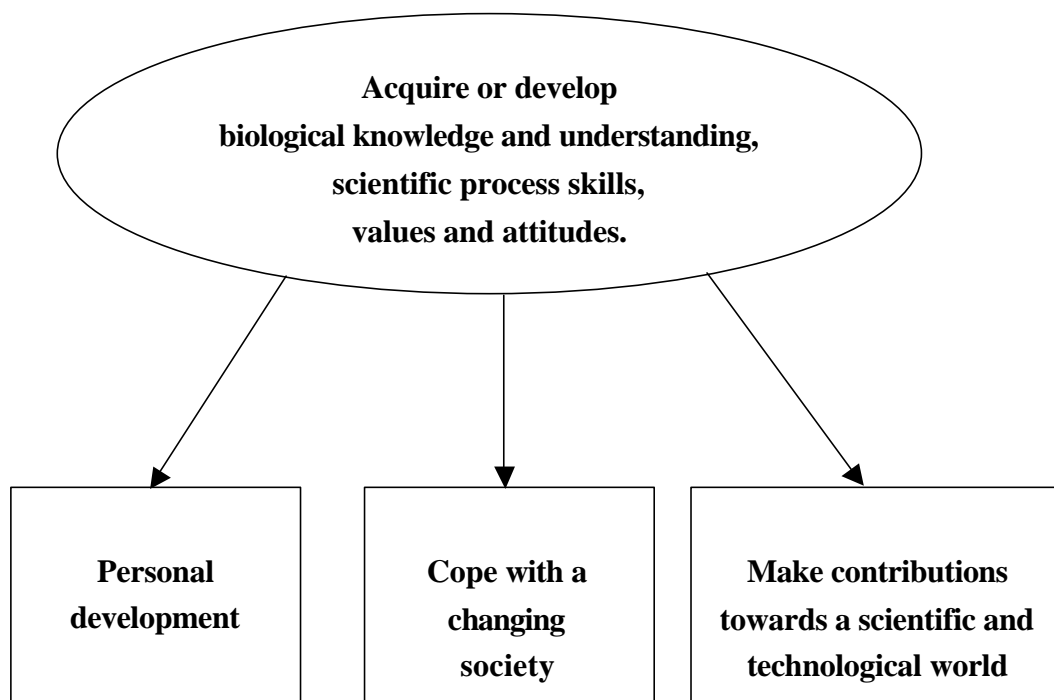 Acquire or develop
biological knowledge and understanding,
scientific process skills,
values and attitudes.
Personal
development
Cope with a
changing
society
Make contributions
towards a scientific and
technological world